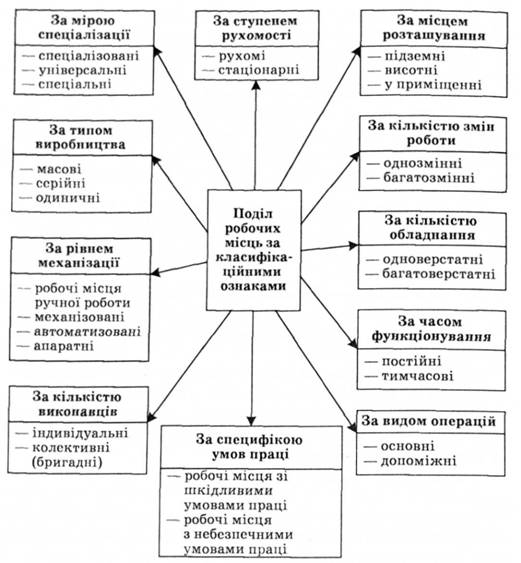 За мірою
спеціалізації
— спеціалізовані
— універсальні
— спеціальні
За ступенем
рухомості
— рухомі
— стаціонарні
За місцем
розташування
— підземні
— висотні
— у приміщенні
За типом
виробництва
— масові
— серійні
— одиничні
За кількістю змін
роботи
— однозмінні
— багатозмінні
Поділ
робочих
місць за
класифіка-
ційними
ознаками
За кількістю
обладнання
— одноверстатні
— багатоверстатні
За рівнем
механізації
— робочі місця
ручної роботи
— механізовані
— автоматизовані
— апаратні
За часом
функціонування
— постійні
— тимчасові
За кількістю
виконавців
— індивідуальні
— колективні
(бригадні)
За специфікою
умов праці
— робочі місця зі
шкідливими
умовами праці
— робочі місця
з небезпечними
умовами праці
За видом операцій
— основні
— допоміжні